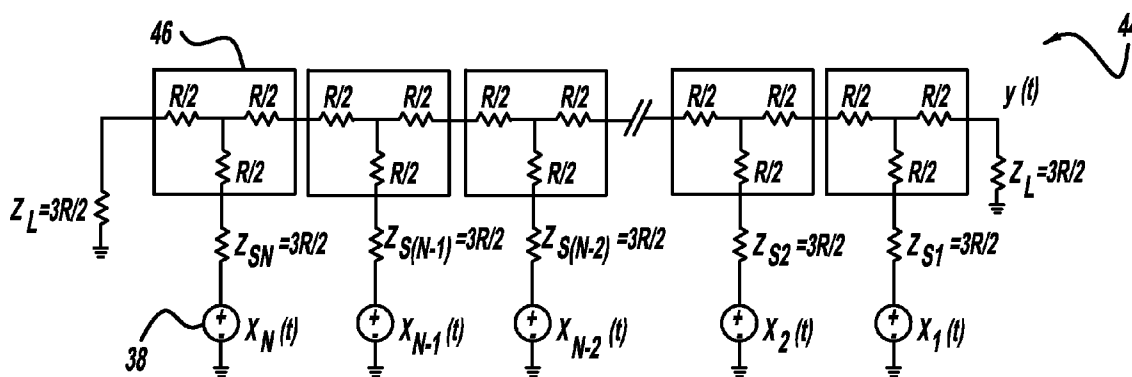 46
44
R/2 R/2 R/2 R/2 R/2 R/2 R/2 R/2 R/2 R/2 y(t)
R/2 R/2 R/2 R/2 R/2
Z_L=3R/2 Z_L=3R/2
Z_SN=3R/2 Z_S(N-1)=3R/2 Z_S(N-2)=3R/2 Z_S2=3R/2 Z_S1=3R/2
38 X_N(t) X_N-1(t) X_N-2(t) X_2(t) X_1(t)